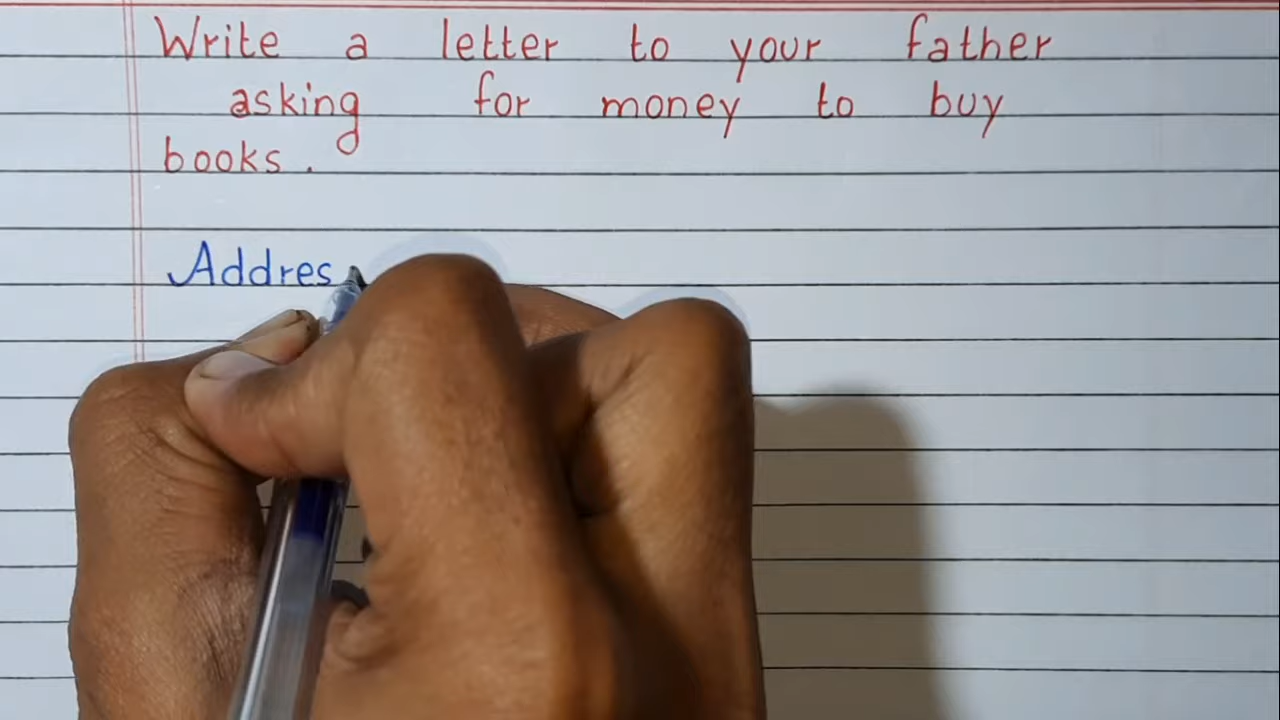 Write a letter to your father
asking for money to buy
books.
Addres